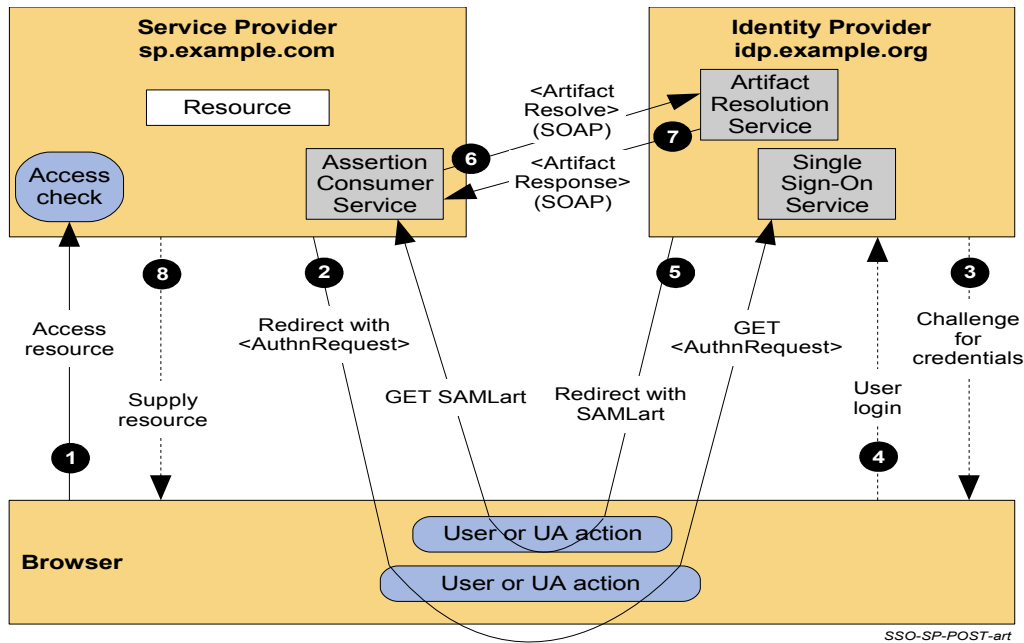 Service Provider
sp.example.com
Identity Provider
idp.example.org
Resource
<Artifact
Resolve>
(SOAP)
Artifact
Resolution
Service
7
6
Access
check
Assertion
Consumer
Service
<Artifact
Response>
(SOAP)
Single
Sign-On
Service
8
2
5
3
Access
resource
Redirect with
<AuthnRequest>
GET
<AuthnRequest>
Challenge
for
credentials
Supply
resource
GET SAMLart
Redirect with
SAMLart
User
login
1
4
User or UA action
Browser
User or UA action
SSO-SP-POST-art